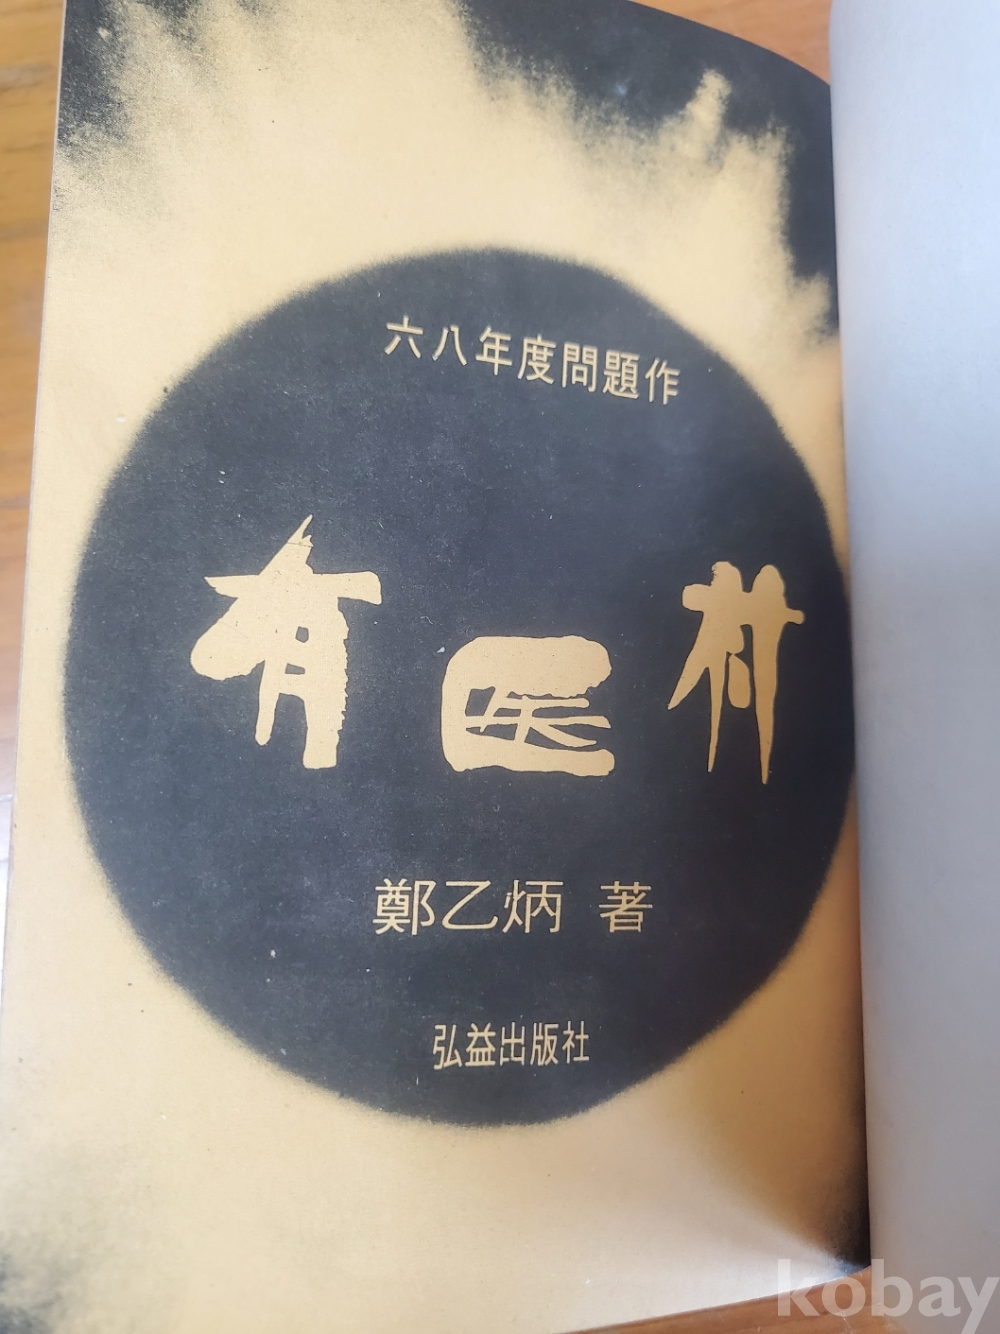 六八年度問題作
有医村
鄭乙炳 著
弘益出版社
kobay